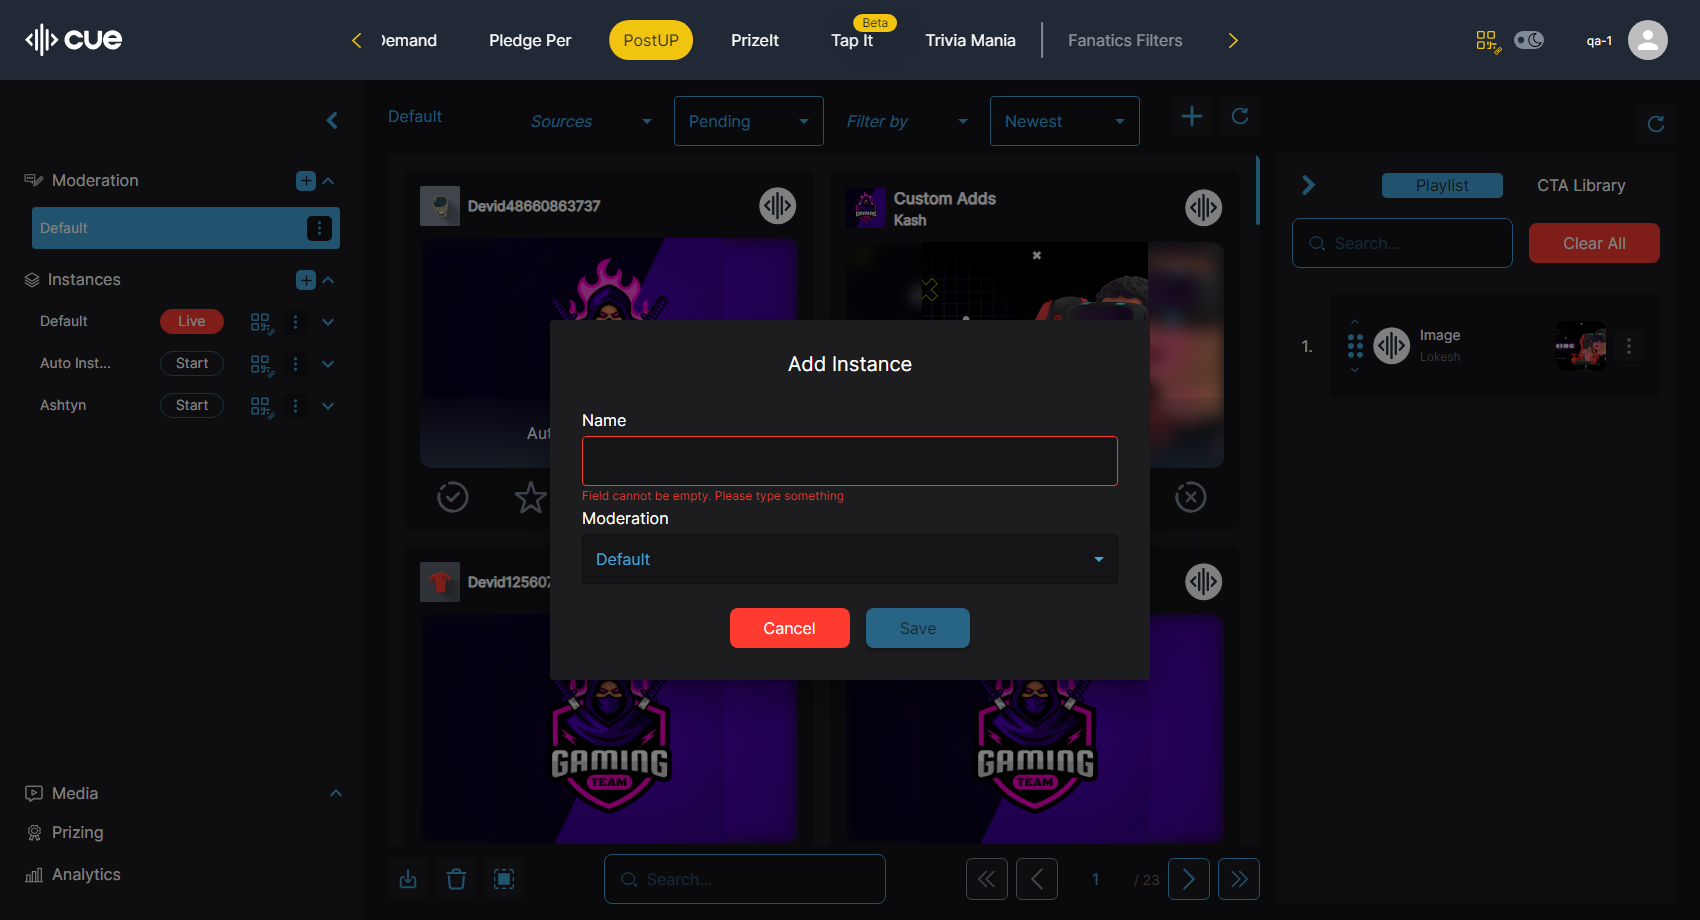 cue
Demand
Pledge Per
PostUP
PrizeIt
Beta
Tap It
Trivia Mania
Fanatics Filters
qa-1
Moderation
Default
Instances
Default
Live
Auto Inst...
Start
Ashtyn
Start
Media
Prizing
Analytics
Default
Sources
Pending
Filter by
Newest
Devid48660863737
Custom Adds
Kash
Add Instance
Name
Field cannot be empty. Please type something
Moderation
Default
Cancel
Save
GAMING
TEAM
GAMING
TEAM
Search...
1
/ 23
Playlist
CTA Library
Search...
Clear All
1.
Image
Lokesh